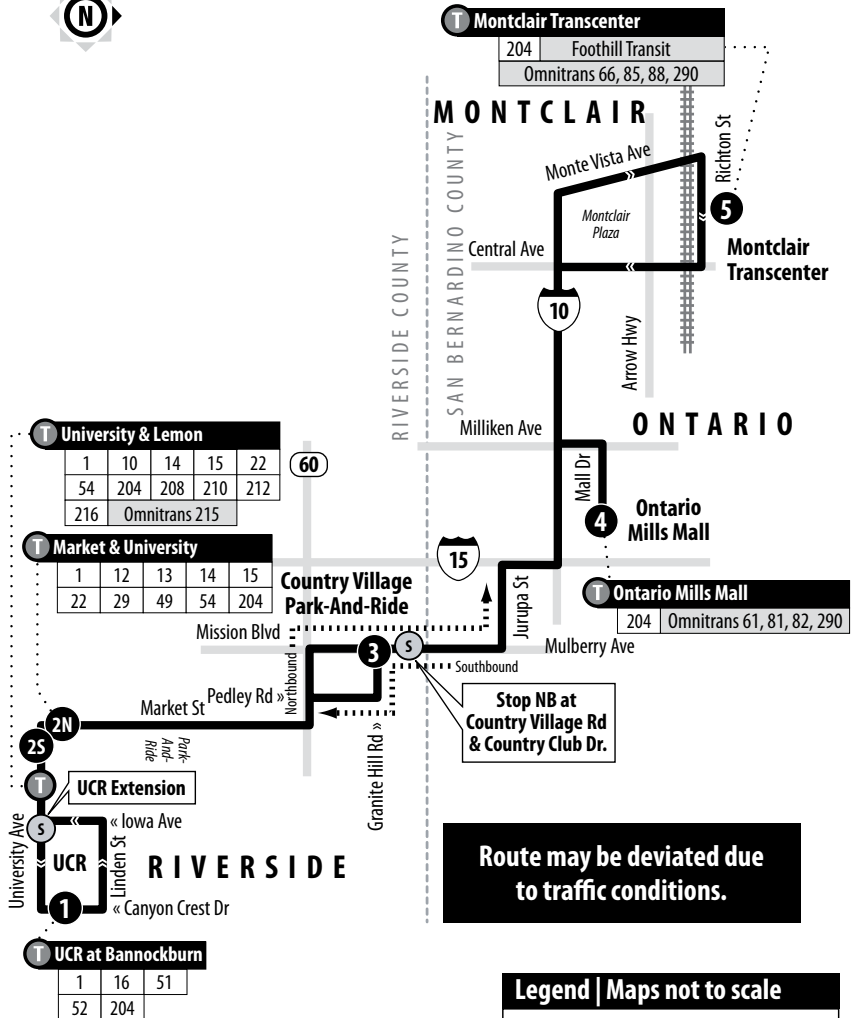 N
T Montclair Transcenter
204 Foothill Transit
Omnitrans 66, 85, 88, 290
MONTCLAIR
Monte Vista Ave
Richton St
Montclair
Plaza
5
Central Ave
Montclair
Transcenter
RIVERSIDE COUNTY
SAN BERNARDINO COUNTY
10
Arrow Hwy
ONTARIO
Milliken Ave
Mall Dr
4
Ontario
Mills Mall
T University & Lemon
1 10 14 15 22
54 204 208 210 212
216 Omnitrans 215
60
T Market & University
1 12 13 14 15
22 29 49 54 204
15
Country Village
Park-And-Ride
Jurupa St
T Ontario Mills Mall
204 Omnitrans 61, 81, 82, 290
Mission Blvd
3
S
Mulberry Ave
Northbound
Southbound
Pedley Rd »
Market St
Granite Hill Rd »
Stop NB at
Country Village Rd
& Country Club Dr.
2N
2S
Park-
And-
Ride
T
UCR Extension
S
« Iowa Ave
University Ave
UCR
Linden St
RIVERSIDE
1
« Canyon Crest Dr
Route may be deviated due
to traffic conditions.
T UCR at Bannockburn
1 16 51
52 204
Legend | Maps not to scale